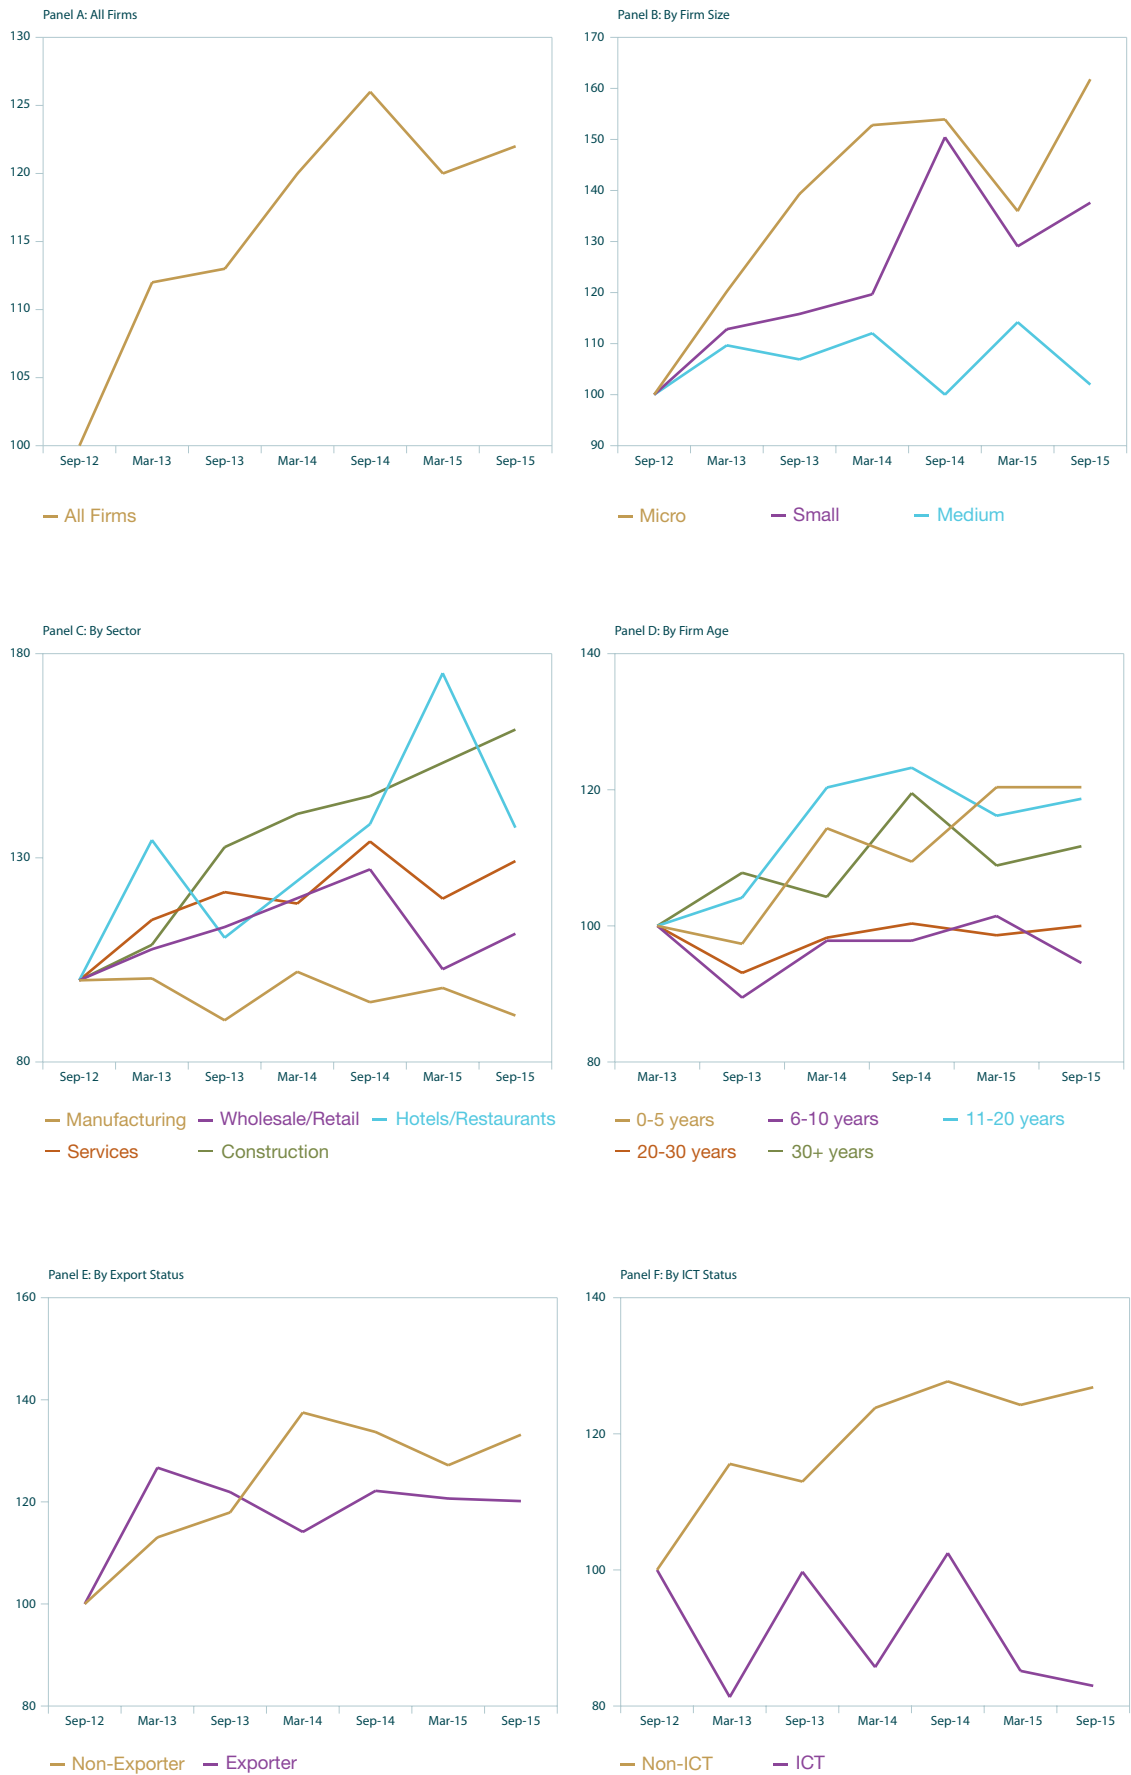 Panel A: All Firms
130
125
120
115
110
105
100
Sep-12 Mar-13 Sep-13 Mar-14 Sep-14 Mar-15 Sep-15
All Firms
Panel B: By Firm Size
170
160
150
140
130
120
110
100
90
Sep-12 Mar-13 Sep-13 Mar-14 Sep-14 Mar-15 Sep-15
Micro Small Medium
Panel C: By Sector
180
130
80
Sep-12 Mar-13 Sep-13 Mar-14 Sep-14 Mar-15 Sep-15
Manufacturing Wholesale/Retail Hotels/Restaurants
Services Construction
Panel D: By Firm Age
140
120
100
80
Mar-13 Sep-13 Mar-14 Sep-14 Mar-15 Sep-15
0-5 years 6-10 years 11-20 years
20-30 years 30+ years
Panel E: By Export Status
160
140
120
100
80
Sep-12 Mar-13 Sep-13 Mar-14 Sep-14 Mar-15 Sep-15
Non-Exporter Exporter
Panel F: By ICT Status
140
120
100
80
Sep-12 Mar-13 Sep-13 Mar-14 Sep-14 Mar-15 Sep-15
Non-ICT ICT